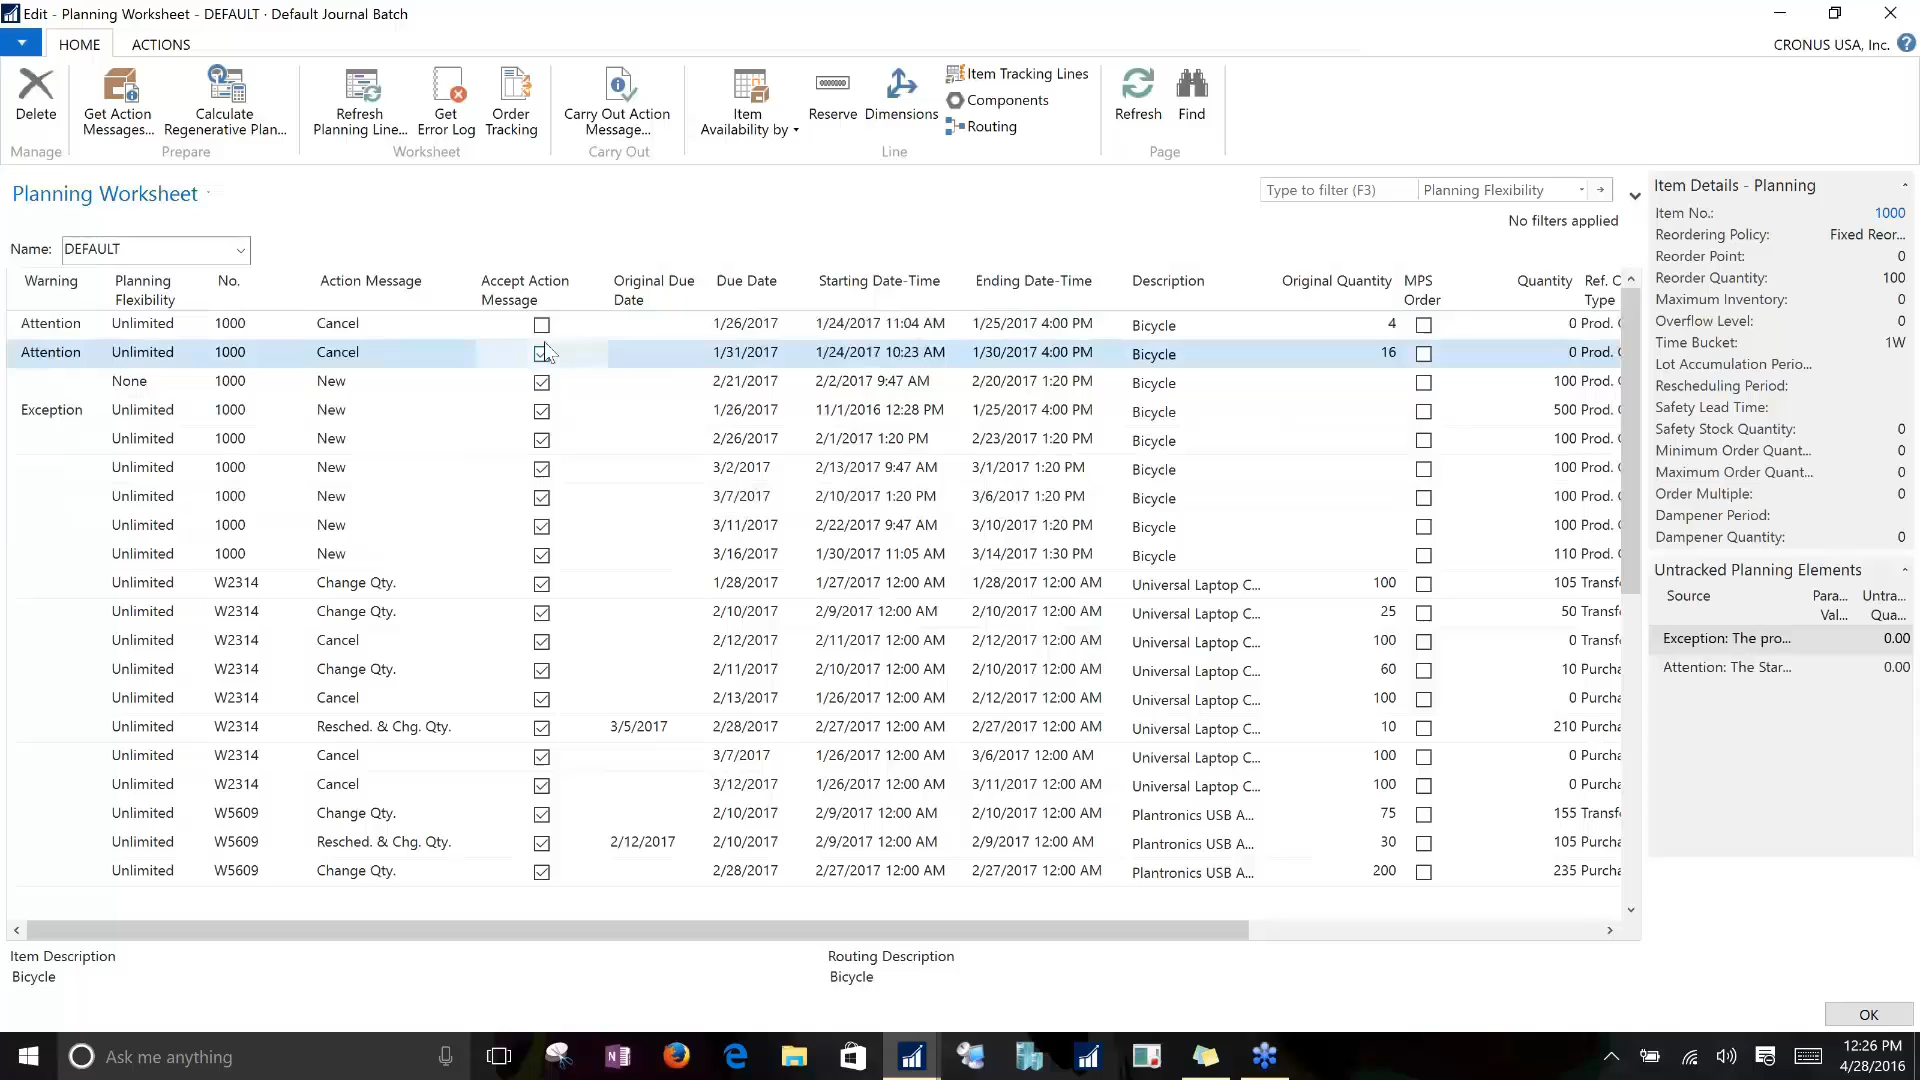 Edit - Planning Worksheet - DEFAULT · Default Journal Batch
HOME ACTIONS CRONUS USA, Inc.
Delete
Get Action Messages...
Calculate Regenerative Plan...
Refresh Planning Line...
Get Error Log
Order Tracking
Carry Out Action Message...
Item Availability by
Reserve
Dimensions
Item Tracking Lines
Components
Routing
Refresh
Find
Manage Prepare Worksheet Carry Out Line Page
Planning Worksheet
Type to filter (F3) Planning Flexibility
No filters applied
Name: DEFAULT
Warning Planning Flexibility No. Action Message Accept Action Message Original Due Date Due Date Starting Date-Time Ending Date-Time Description Original Quantity MPS Order Quantity Ref. O Type
Attention Unlimited 1000 Cancel 1/26/2017 1/24/2017 11:04 AM 1/25/2017 4:00 PM Bicycle 4 0 Prod. O
Attention Unlimited 1000 Cancel 1/31/2017 1/24/2017 10:23 AM 1/30/2017 4:00 PM Bicycle 16 0 Prod. O
None 1000 New 2/21/2017 2/2/2017 9:47 AM 2/20/2017 1:20 PM Bicycle 100 Prod. O
Exception Unlimited 1000 New 1/26/2017 11/1/2016 12:28 PM 1/25/2017 4:00 PM Bicycle 500 Prod. O
Unlimited 1000 New 2/26/2017 2/1/2017 1:20 PM 2/23/2017 1:20 PM Bicycle 100 Prod. O
Unlimited 1000 New 3/2/2017 2/13/2017 9:47 AM 3/1/2017 1:20 PM Bicycle 100 Prod. O
Unlimited 1000 New 3/7/2017 2/10/2017 1:20 PM 3/6/2017 1:20 PM Bicycle 100 Prod. O
Unlimited 1000 New 3/11/2017 2/22/2017 9:47 AM 3/10/2017 1:20 PM Bicycle 100 Prod. O
Unlimited 1000 New 3/16/2017 1/30/2017 11:05 AM 3/14/2017 1:30 PM Bicycle 110 Prod. O
Unlimited W2314 Change Qty. 1/28/2017 1/27/2017 12:00 AM 1/28/2017 12:00 AM Universal Laptop C... 100 105 Transf
Unlimited W2314 Change Qty. 2/10/2017 2/9/2017 12:00 AM 2/10/2017 12:00 AM Universal Laptop C... 25 50 Transf
Unlimited W2314 Cancel 2/12/2017 2/11/2017 12:00 AM 2/12/2017 12:00 AM Universal Laptop C... 100 0 Transf
Unlimited W2314 Change Qty. 2/11/2017 2/10/2017 12:00 AM 2/10/2017 12:00 AM Universal Laptop C... 60 10 Purcha
Unlimited W2314 Cancel 2/13/2017 1/26/2017 12:00 AM 2/12/2017 12:00 AM Universal Laptop C... 100 0 Purcha
Unlimited W2314 Resched. & Chg. Qty. 3/5/2017 2/28/2017 2/27/2017 12:00 AM 2/27/2017 12:00 AM Universal Laptop C... 10 210 Purcha
Unlimited W2314 Cancel 3/7/2017 1/26/2017 12:00 AM 3/6/2017 12:00 AM Universal Laptop C... 100 0 Purcha
Unlimited W2314 Cancel 3/12/2017 1/26/2017 12:00 AM 3/11/2017 12:00 AM Universal Laptop C... 100 0 Purcha
Unlimited W5609 Change Qty. 2/10/2017 2/9/2017 12:00 AM 2/10/2017 12:00 AM Plantronics USB A... 75 155 Transf
Unlimited W5609 Resched. & Chg. Qty. 2/12/2017 2/10/2017 2/9/2017 12:00 AM 2/9/2017 12:00 AM Plantronics USB A... 30 105 Purcha
Unlimited W5609 Change Qty. 2/28/2017 2/27/2017 12:00 AM 2/27/2017 12:00 AM Plantronics USB A... 200 235 Purcha
Item Description Routing Description
Bicycle Bicycle
Item Details - Planning
Item No.: 1000
Reordering Policy: Fixed Reor...
Reorder Point: 0
Reorder Quantity: 100
Maximum Inventory: 0
Overflow Level: 0
Time Bucket: 1W
Lot Accumulation Perio...
Rescheduling Period:
Safety Lead Time:
Safety Stock Quantity: 0
Minimum Order Quant... 0
Maximum Order Quant... 0
Order Multiple: 0
Dampener Period:
Dampener Quantity: 0
Untracked Planning Elements
Source Para... Val... Untra... Qua...
Exception: The pro... 0.00
Attention: The Star... 0.00
OK
Ask me anything
12:26 PM
4/28/2016